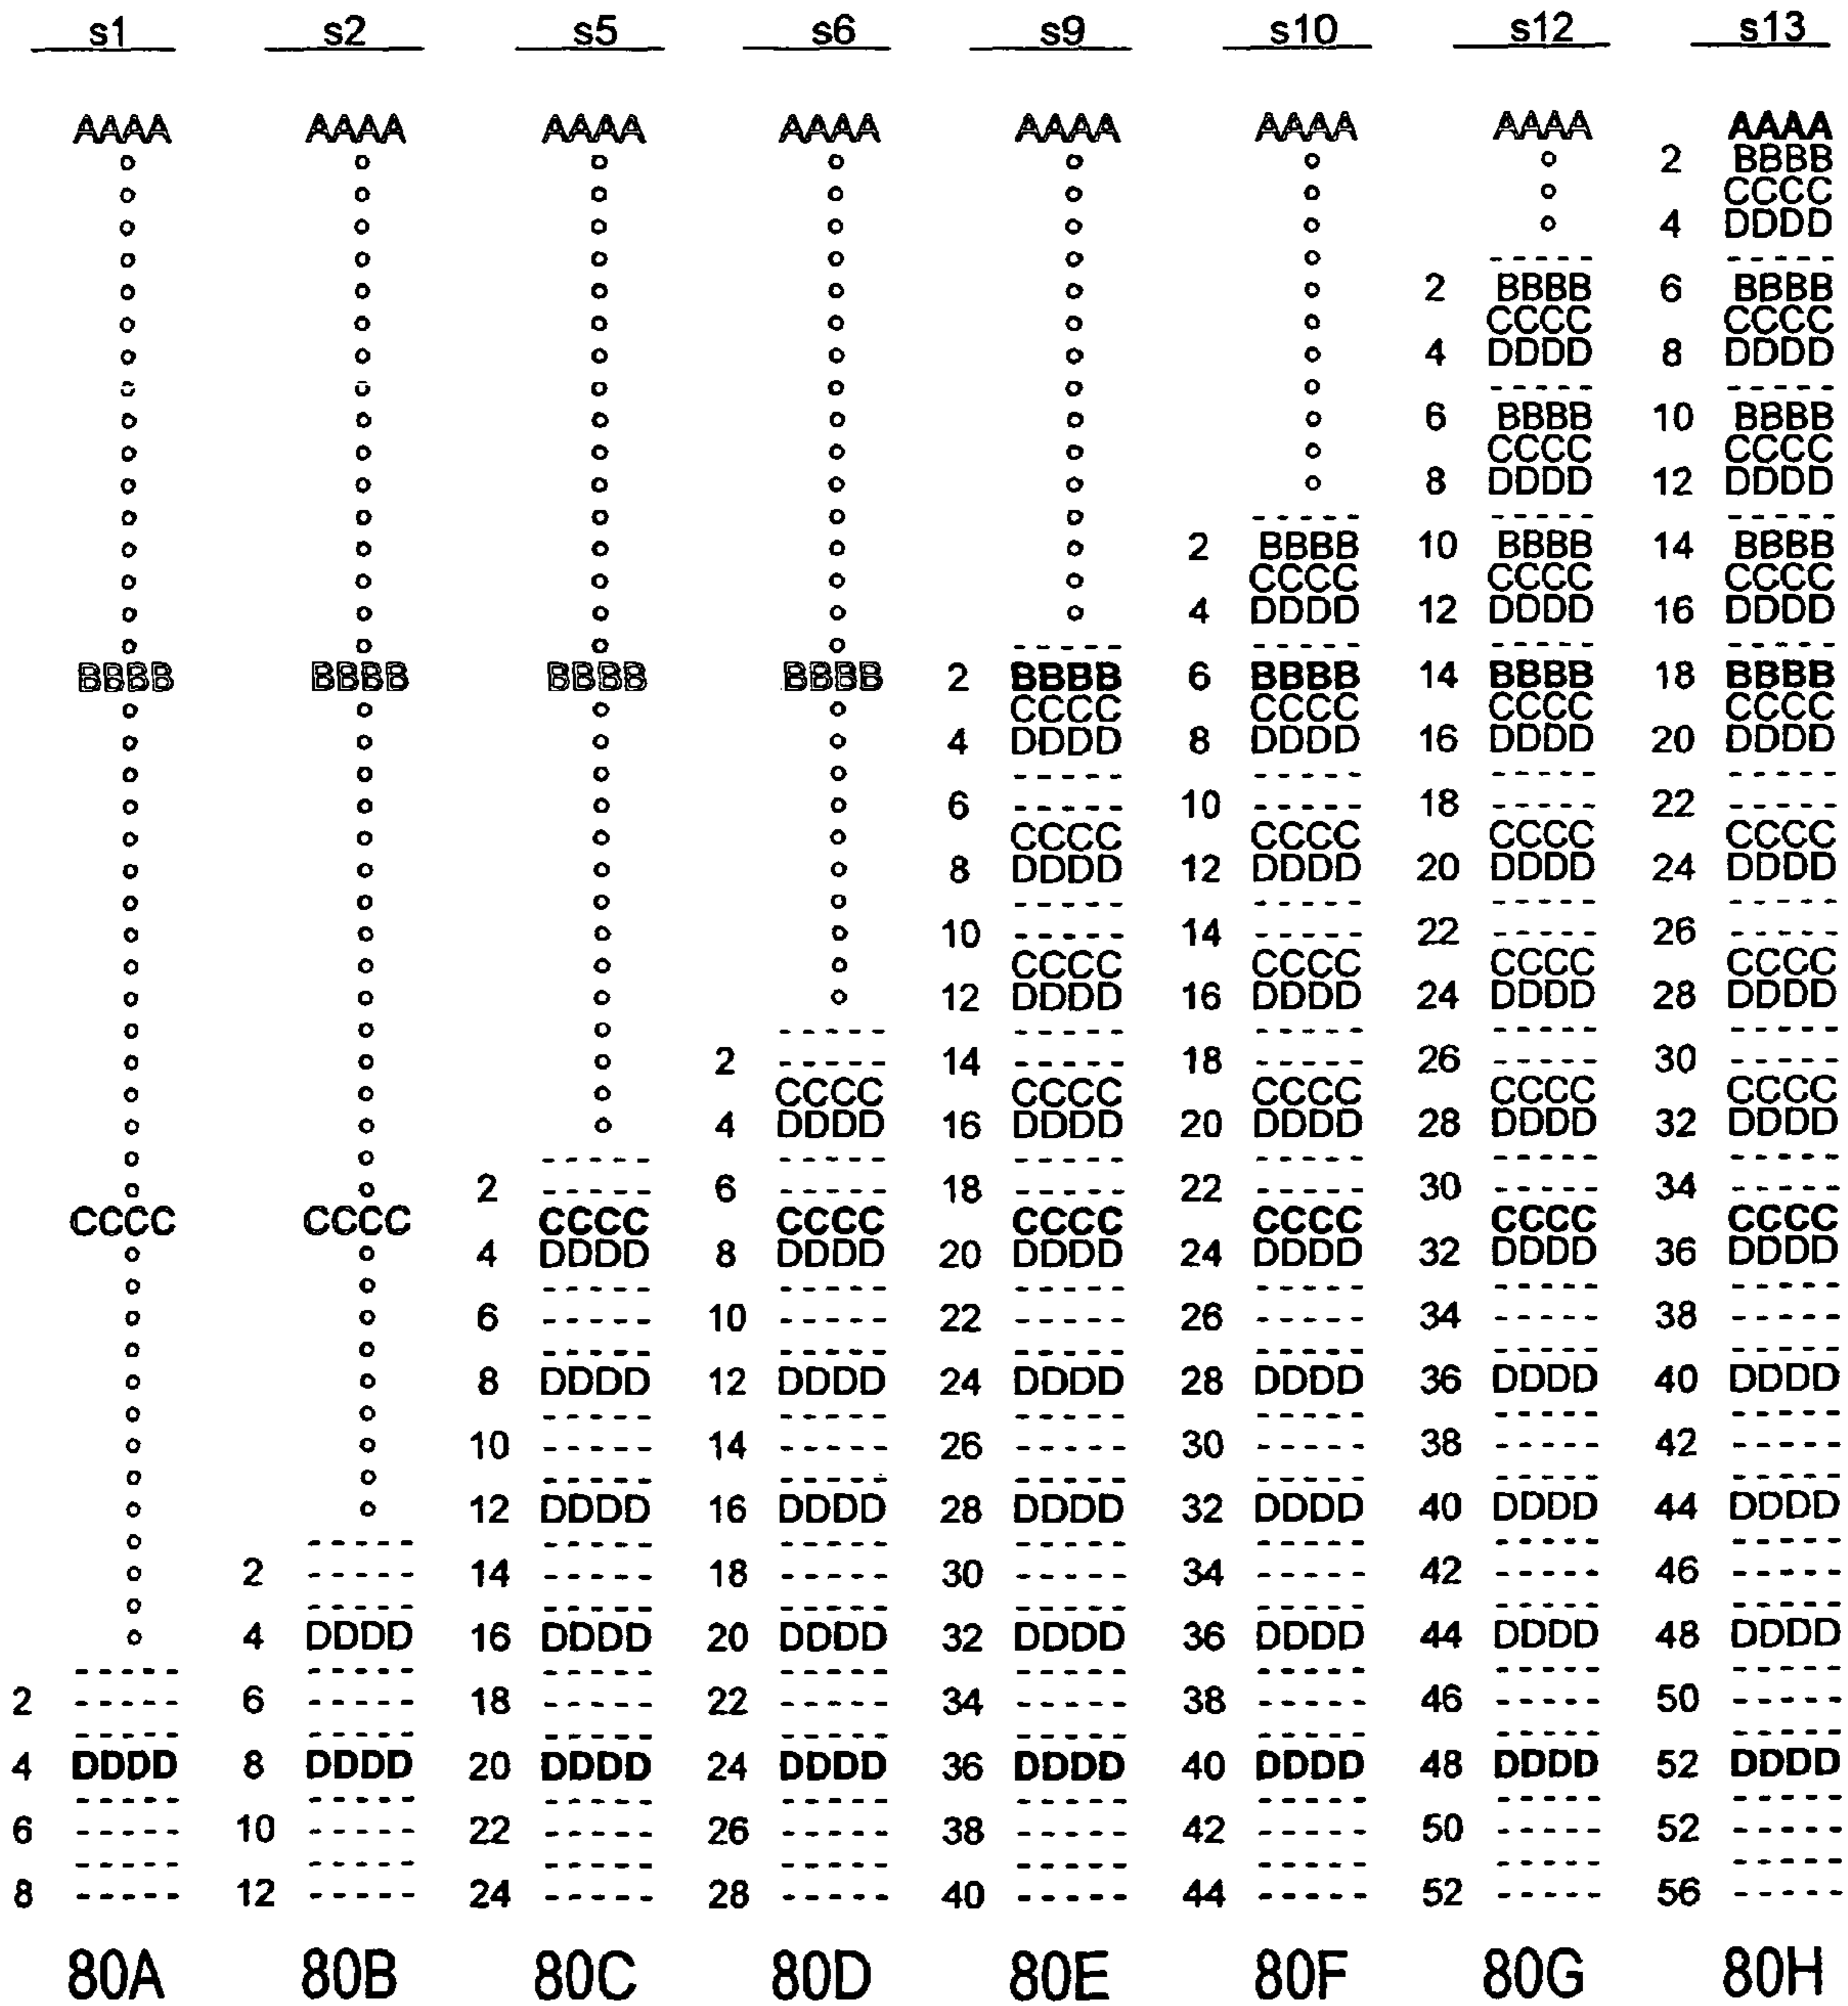 s1 s2 s5 s6 s9 s10 s12 s13
AAAA AAAA AAAA AAAA AAAA AAAA AAAA AAAA
o o o o o o o 2 BBBB
o o o o o o o CCCC
o o o o o o o 4 DDDD
o o o o o o ----- -----
o o o o o o 2 BBBB 6 BBBB
o o o o o o CCCC CCCC
o o o o o o 4 DDDD 8 DDDD
o o o o o o ----- -----
o o o o o o 6 BBBB 10 BBBB
o o o o o o CCCC CCCC
o o o o o o 8 DDDD 12 DDDD
o o o o o ----- ----- -----
o o o o o 2 BBBB 10 BBBB 14 BBBB
o o o o o CCCC CCCC CCCC
o o o o o 4 DDDD 12 DDDD 16 DDDD
o o o o ----- ----- ----- -----
BBBB BBBB BBBB BBBB 2 BBBB 6 BBBB 14 BBBB 18 BBBB
o o o o CCCC CCCC CCCC CCCC
o o o o 4 DDDD 8 DDDD 16 DDDD 20 DDDD
o o o o ----- ----- ----- -----
o o o o 6 ----- 10 ----- 18 ----- 22 -----
o o o o CCCC CCCC CCCC CCCC
o o o o 8 DDDD 12 DDDD 20 DDDD 24 DDDD
o o o o ----- ----- ----- -----
o o o o 10 ----- 14 ----- 22 ----- 26 -----
o o o o CCCC CCCC CCCC CCCC
o o o o 12 DDDD 16 DDDD 24 DDDD 28 DDDD
o o o ----- ----- ----- ----- -----
o o o 2 ----- 14 ----- 18 ----- 26 ----- 30 -----
o o o CCCC CCCC CCCC CCCC CCCC
o o o 4 DDDD 16 DDDD 20 DDDD 28 DDDD 32 DDDD
o o ----- ----- ----- ----- ----- -----
o o 2 ----- 6 ----- 18 ----- 22 ----- 30 ----- 34 -----
CCCC CCCC CCCC CCCC CCCC CCCC CCCC CCCC
o o 4 DDDD 8 DDDD 20 DDDD 24 DDDD 32 DDDD 36 DDDD
o o ----- ----- ----- ----- ----- -----
o o 6 ----- 10 ----- 22 ----- 26 ----- 34 ----- 38 -----
o o ----- ----- ----- ----- ----- -----
o o 8 DDDD 12 DDDD 24 DDDD 28 DDDD 36 DDDD 40 DDDD
o o ----- ----- ----- ----- ----- -----
o o 10 ----- 14 ----- 26 ----- 30 ----- 38 ----- 42 -----
o o ----- ----- ----- ----- ----- -----
o o 12 DDDD 16 DDDD 28 DDDD 32 DDDD 40 DDDD 44 DDDD
o ----- ----- ----- ----- ----- ----- -----
o 2 ----- 14 ----- 18 ----- 30 ----- 34 ----- 42 ----- 46 -----
o ----- ----- ----- ----- ----- ----- -----
o 4 DDDD 16 DDDD 20 DDDD 32 DDDD 36 DDDD 44 DDDD 48 DDDD
----- ----- ----- ----- ----- ----- ----- -----
2 ----- 6 ----- 18 ----- 22 ----- 34 ----- 38 ----- 46 ----- 50 -----
----- ----- ----- ----- ----- ----- ----- -----
4 DDDD 8 DDDD 20 DDDD 24 DDDD 36 DDDD 40 DDDD 48 DDDD 52 DDDD
----- ----- ----- ----- ----- ----- ----- -----
6 ----- 10 ----- 22 ----- 26 ----- 38 ----- 42 ----- 50 ----- 52 -----
----- ----- ----- ----- ----- ----- ----- -----
8 ----- 12 ----- 24 ----- 28 ----- 40 ----- 44 ----- 52 ----- 56 -----
80A 80B 80C 80D 80E 80F 80G 80H